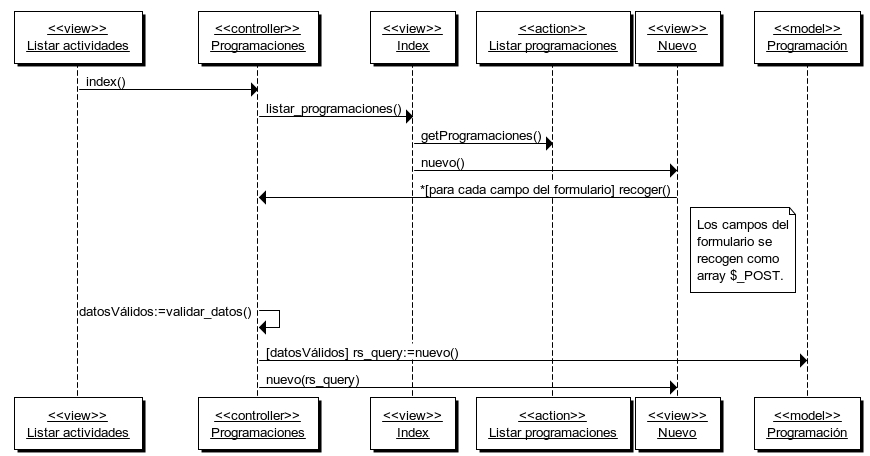 <<view>>
Listar actividades
<<controller>>
Programaciones
<<view>>
Index
<<action>>
Listar programaciones
<<view>>
Nuevo
<<model>>
Programación
index()
listar_programaciones()
getProgramaciones()
nuevo()
*[para cada campo del formulario] recoger()
Los campos del
formulario se
recogen como
array $_POST.
datosVálidos:=validar_datos()
[datosVálidos] rs_query:=nuevo()
nuevo(rs_query)
<<view>>
Listar actividades
<<controller>>
Programaciones
<<view>>
Index
<<action>>
Listar programaciones
<<view>>
Nuevo
<<model>>
Programación